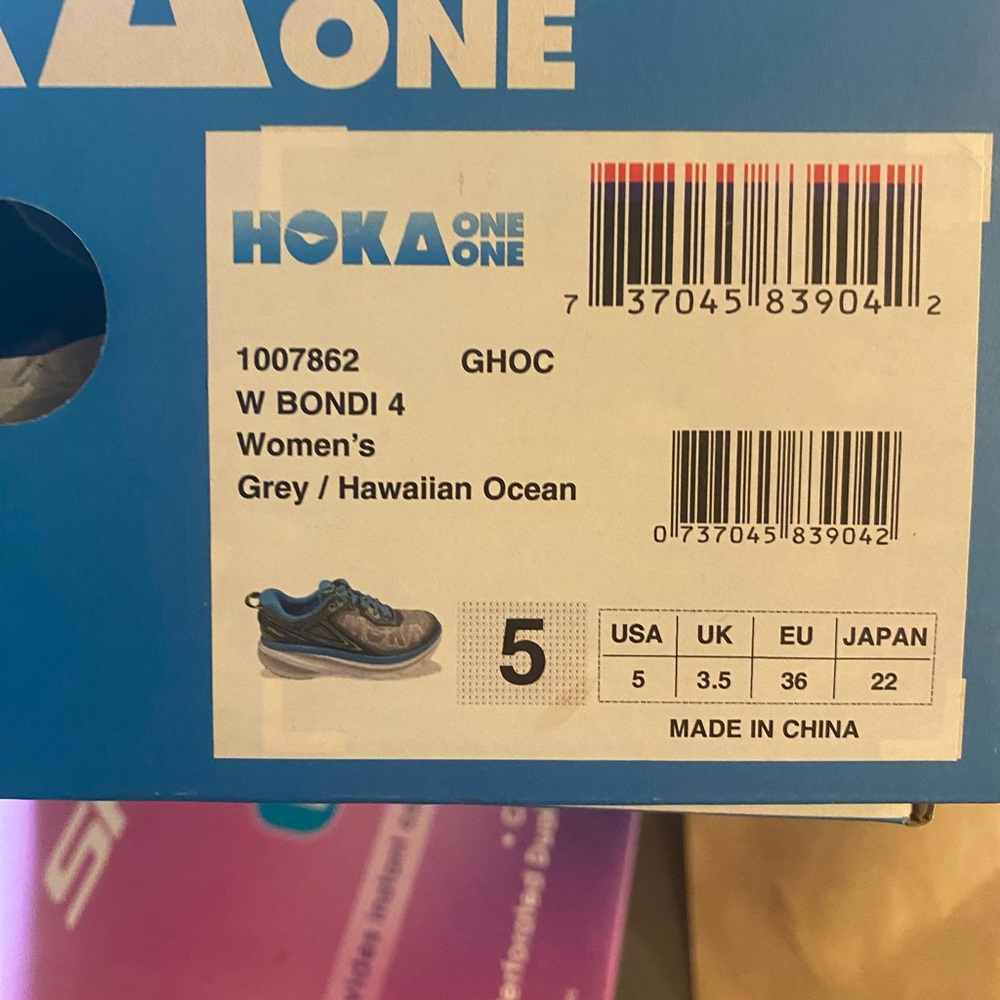 ONE
HOKA ONE ONE
7 37045 83904 2
1007862 GHOC
W BONDI 4
Women's
Grey / Hawaiian Ocean
0 737045 839042
5
USA UK EU JAPAN
5 3.5 36 22
MADE IN CHINA